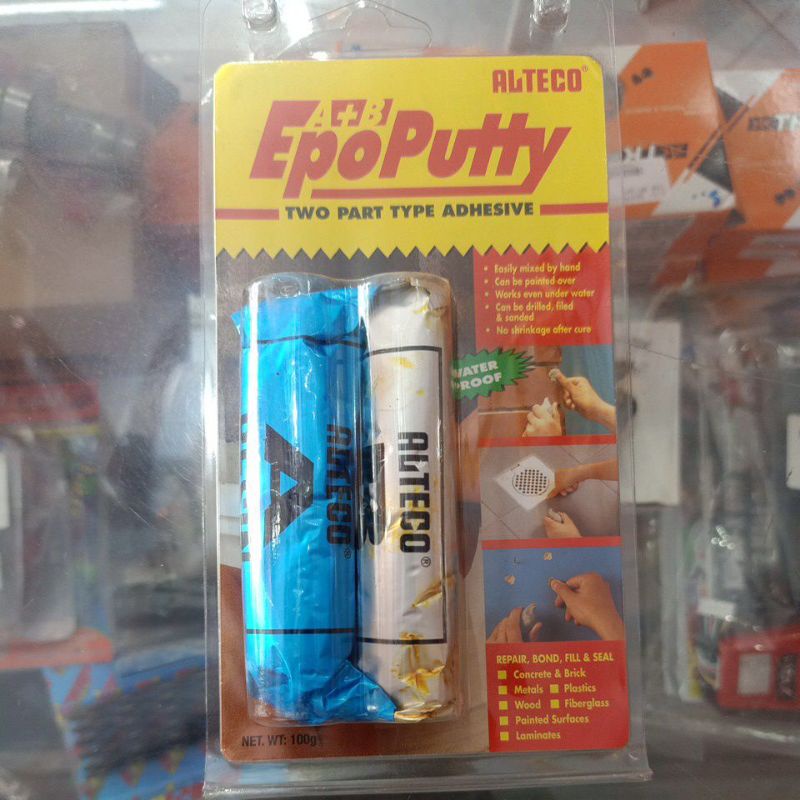 ALTECO®
A+B
EpoPutty
TWO PART TYPE ADHESIVE
• Easily mixed by hand
• Can be painted over
• Works even under water
• Can be drilled, filed
& sanded
• No shrinkage after cure
WATER
PROOF
A
ALTECO®
ALTECO®
REPAIR, BOND, FILL & SEAL
Concrete & Brick
Metals Plastics
Wood Fiberglass
Painted Surfaces
Laminates
NET. WT: 100g